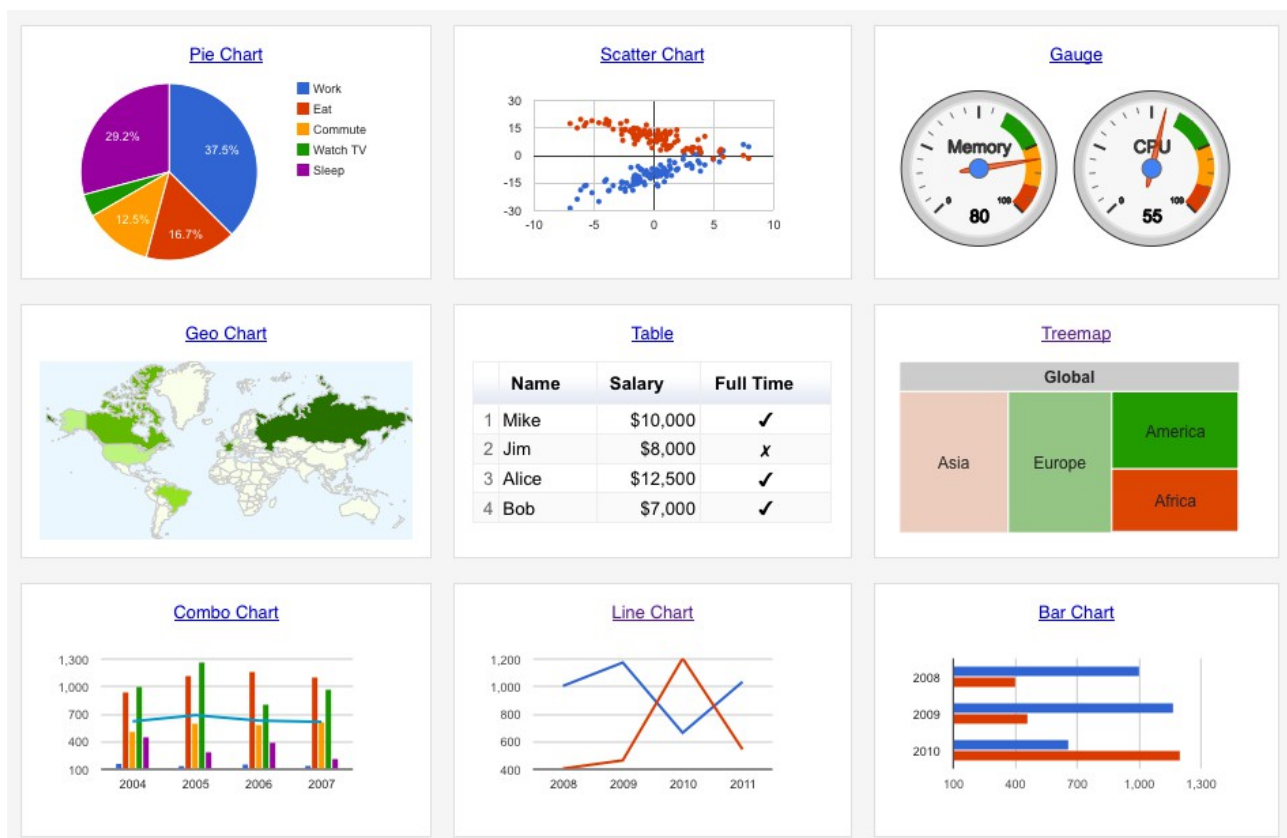 Pie Chart
Work
Eat
Commute
Watch TV
Sleep
29.2%
37.5%
12.5%
16.7%
Scatter Chart
30
15
0
-15
-30
-10 -5 0 5 10
Gauge
Memory
0 100
80
CPU
0 100
55
Geo Chart
Table
Name Salary Full Time
1 Mike $10,000 ✓
2 Jim $8,000 ✗
3 Alice $12,500 ✓
4 Bob $7,000 ✓
Treemap
Global
Asia
Europe
America
Africa
Combo Chart
1,300
1,000
700
400
100
2004 2005 2006 2007
Line Chart
1,200
1,000
800
600
400
2008 2009 2010 2011
Bar Chart
2008
2009
2010
100 400 700 1,000 1,300